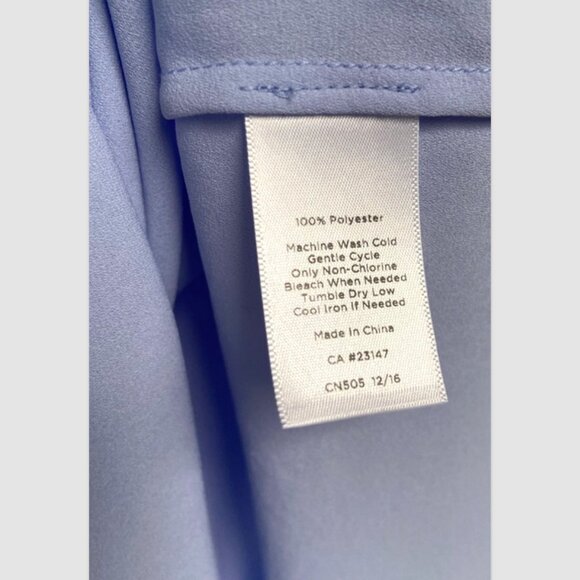 100% Polyester
Machine Wash Cold
Gentle Cycle
Only Non-Chlorine
Bleach When Needed
Tumble Dry Low
Cool Iron If Needed
Made In China
CA #23147
CN505 12/16